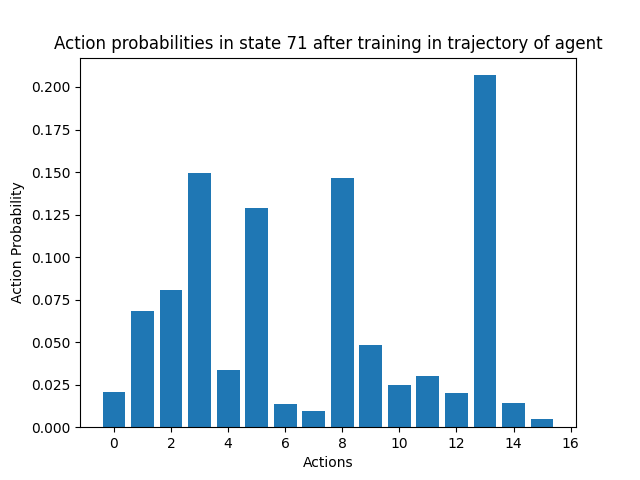 Action probabilities in state 71 after training in trajectory of agent
0.200
0.175
0.150
0.125
0.100
0.075
0.050
0.025
0.000
Action Probability
0 2 4 6 8 10 12 14 16
Actions